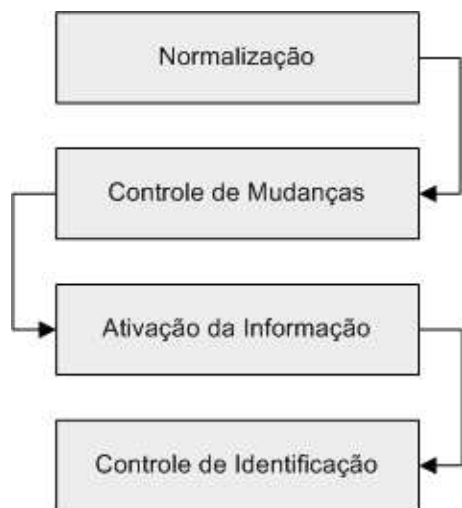 Normalização
Controle de Mudanças
Ativação da Informação
Controle de Identificação